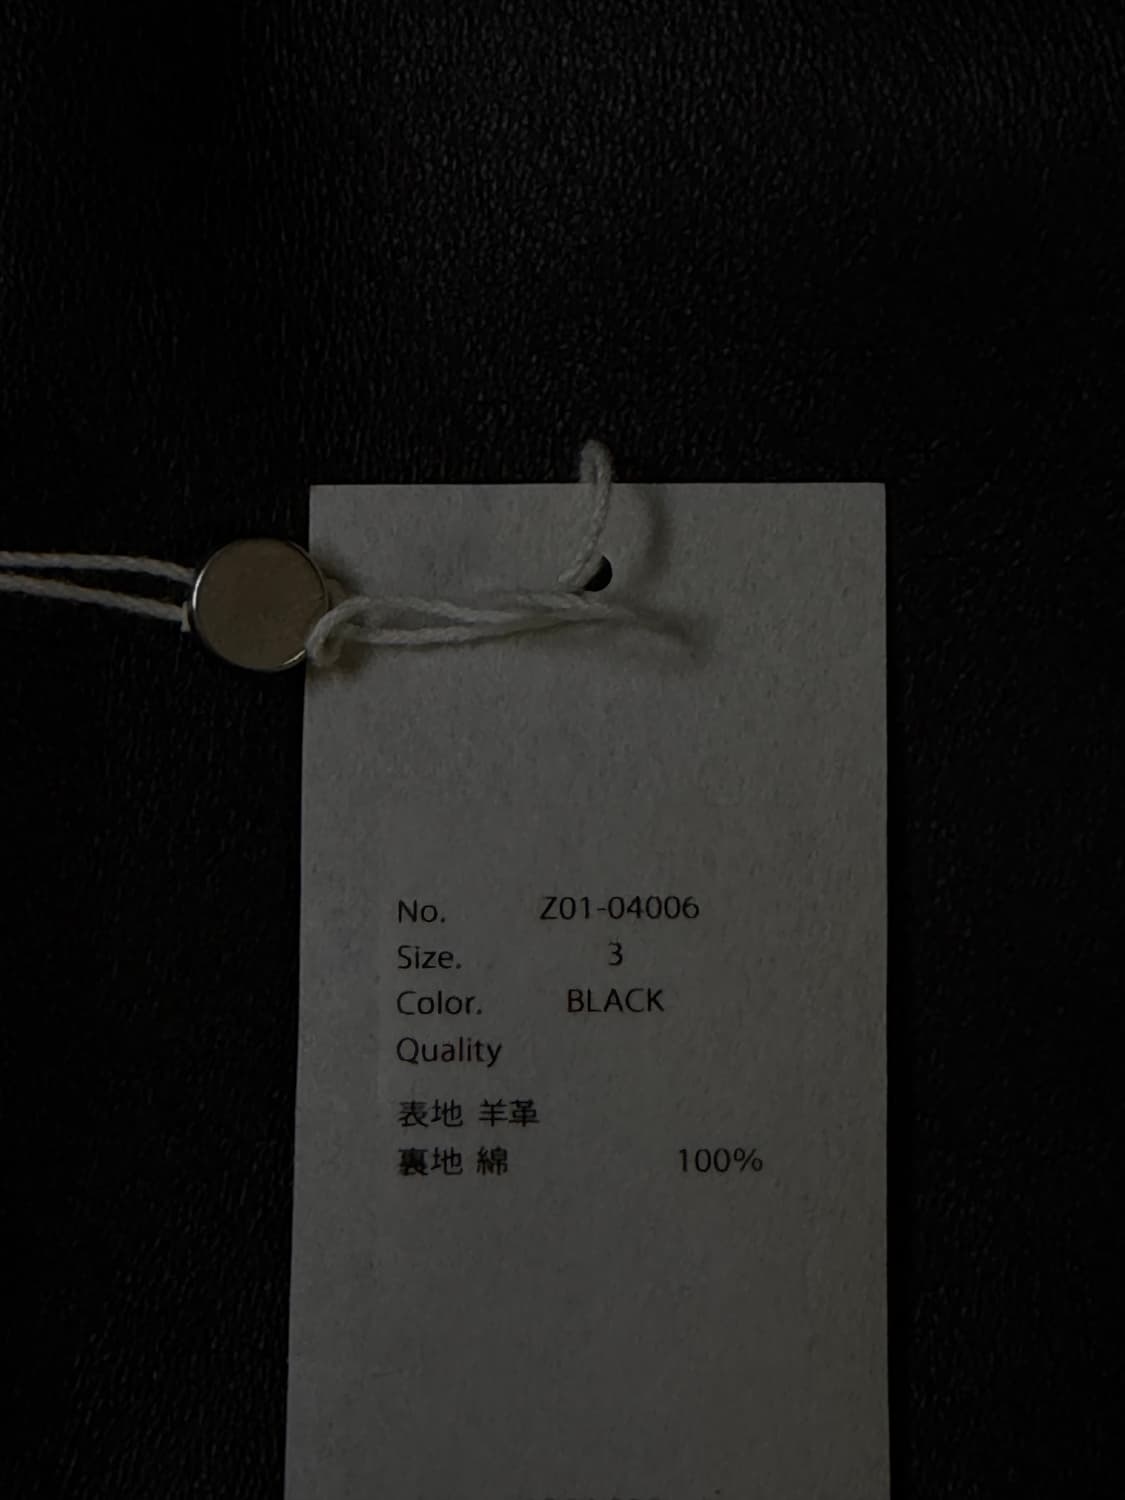 No. Z01-04006
Size. 3
Color. BLACK
Quality
表地 羊革
裏地 綿 100%